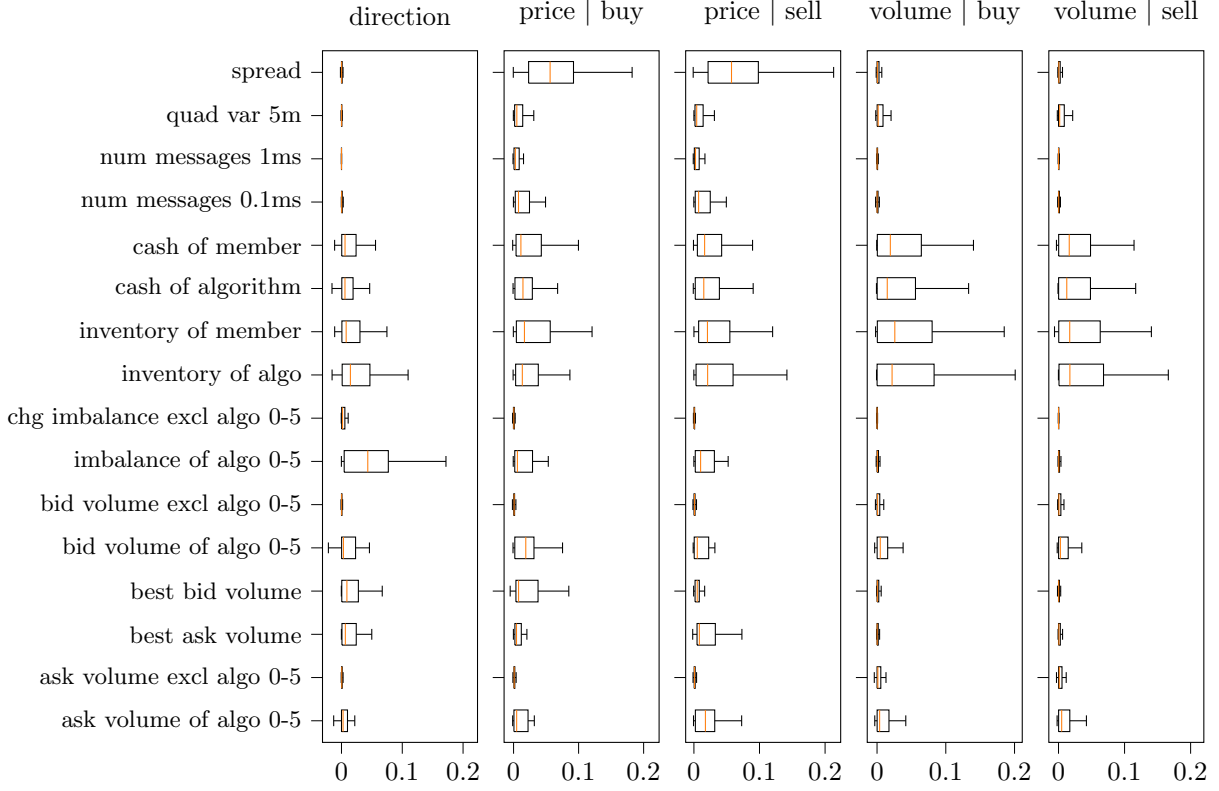 direction price | buy price | sell volume | buy volume | sell
spread
quad var 5m
num messages 1ms
num messages 0.1ms
cash of member
cash of algorithm
inventory of member
inventory of algo
chg imbalance excl algo 0-5
imbalance of algo 0-5
bid volume excl algo 0-5
bid volume of algo 0-5
best bid volume
best ask volume
ask volume excl algo 0-5
ask volume of algo 0-5
0 0.1 0.2 0 0.1 0.2 0 0.1 0.2 0 0.1 0.2 0 0.1 0.2